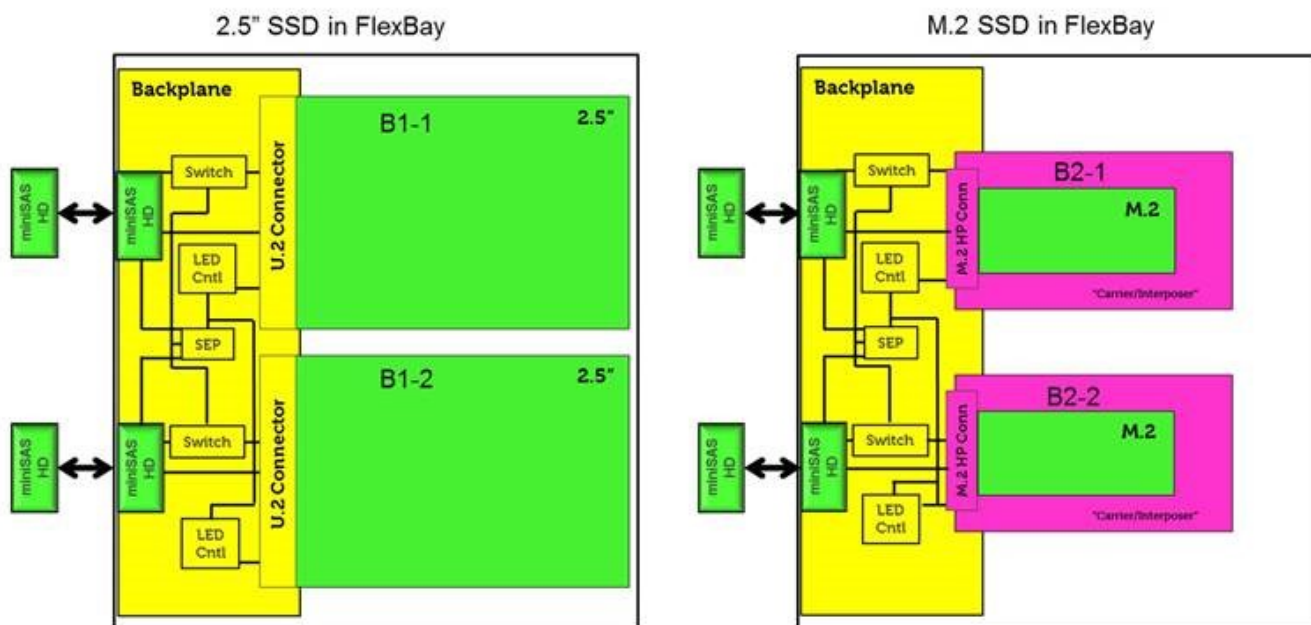 2.5” SSD in FlexBay
Backplane
B1-1
2.5”
U.2 Connector
Switch
miniSAS
HD
miniSAS
HD
LED
Cntl
SEP
B1-2
2.5”
U.2 Connector
Switch
miniSAS
HD
miniSAS
HD
LED
Cntl
M.2 SSD in FlexBay
Backplane
B2-1
M.2
M.2 HP Conn
"Carrier/Interposer"
Switch
miniSAS
HD
miniSAS
HD
LED
Cntl
SEP
B2-2
M.2
M.2 HP Conn
"Carrier/Interposer"
Switch
miniSAS
HD
miniSAS
HD
LED
Cntl